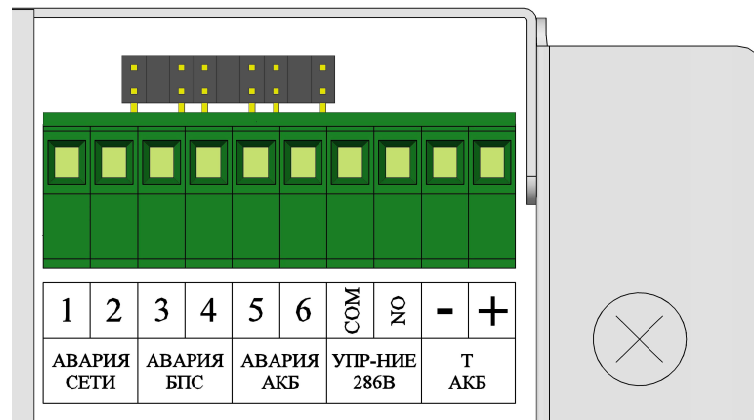 1 2 3 4 5 6 COM NO - +
АВАРИЯ АВАРИЯ АВАРИЯ УПР-НИЕ Т
СЕТИ БПС АКБ 286В АКБ